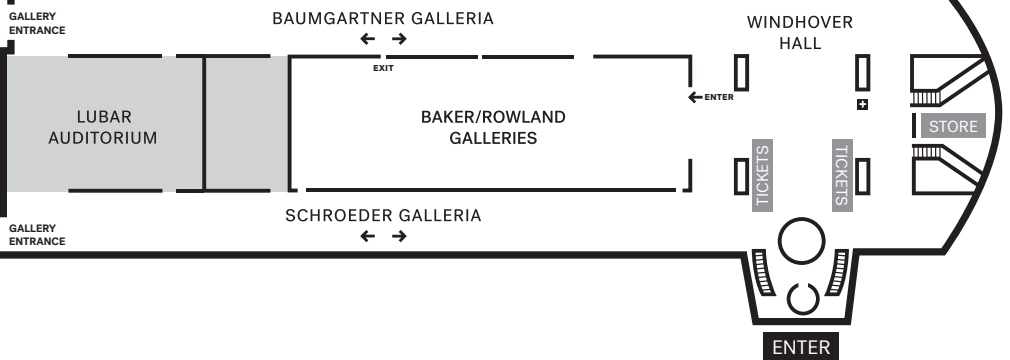 GALLERY
ENTRANCE
BAUMGARTNER GALLERIA
WINDHOVER
HALL
EXIT
ENTER
LUBAR
AUDITORIUM
BAKER/ROWLAND
GALLERIES
STORE
TICKETS
TICKETS
SCHROEDER GALLERIA
GALLERY
ENTRANCE
ENTER